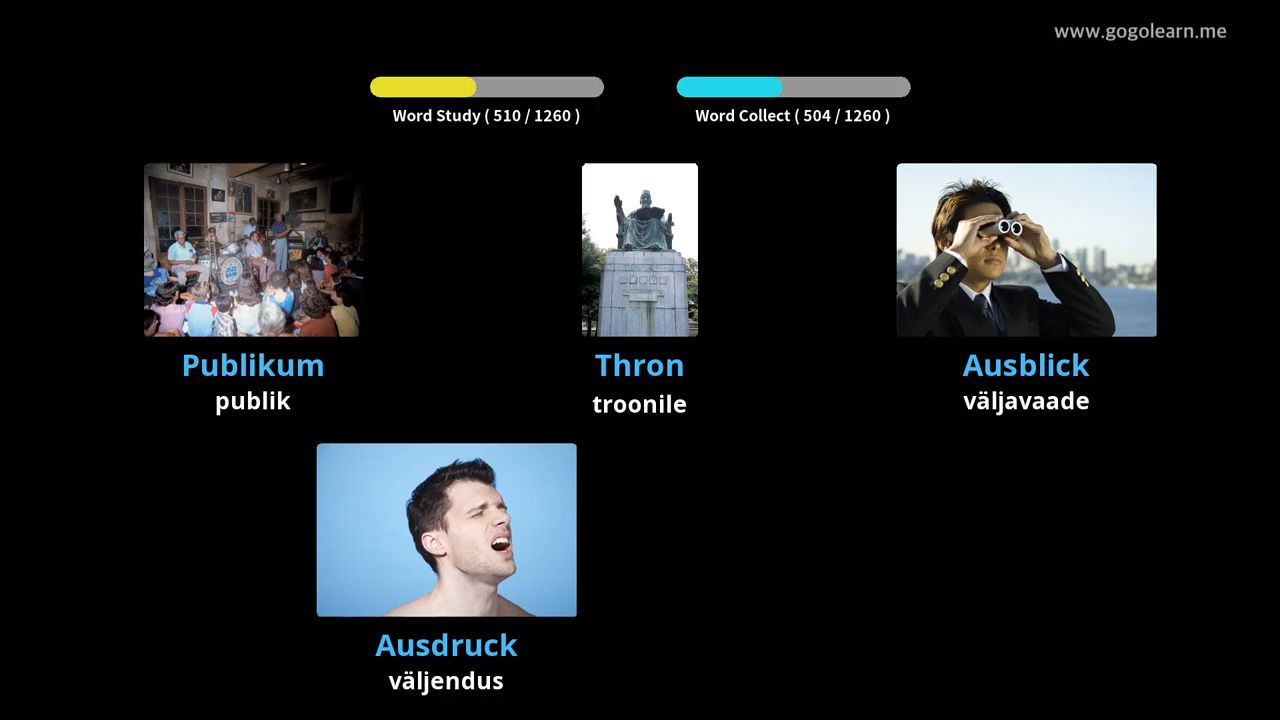 www.gogolearn.me
Word Study ( 510 / 1260 )
Word Collect ( 504 / 1260 )
Publikum
publik
Thron
troonile
Ausblick
väljavaade
Ausdruck
väljendus